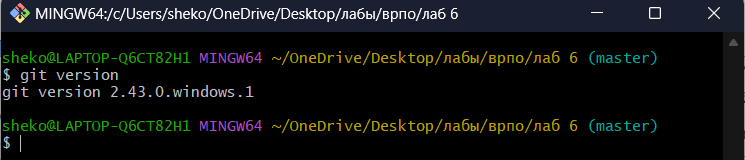 MINGW64:/c/Users/sheko/OneDrive/Desktop/лабы/врпо/лаб 6
sheko@LAPTOP-Q6CT82H1 MINGW64 ~/OneDrive/Desktop/лабы/врпо/лаб 6 (master)
$ git version
git version 2.43.0.windows.1
sheko@LAPTOP-Q6CT82H1 MINGW64 ~/OneDrive/Desktop/лабы/врпо/лаб 6 (master)
$